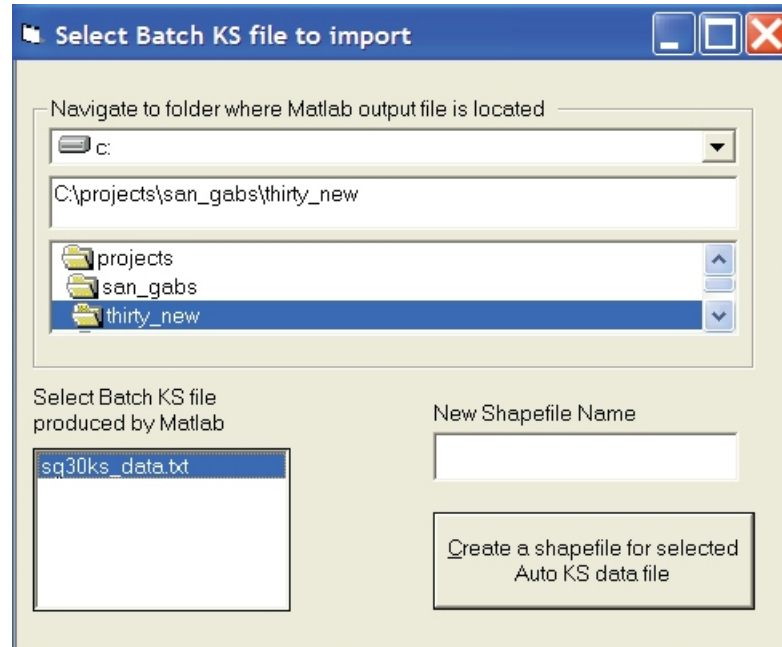 Select Batch KS file to import
Navigate to folder where Matlab output file is located
c:
C:\projects\san_gabs\thirty_new
projects
san_gabs
thirty_new
Select Batch KS file
produced by Matlab
sq30ks_data.txt
New Shapefile Name
Create a shapefile for selected
Auto KS data file